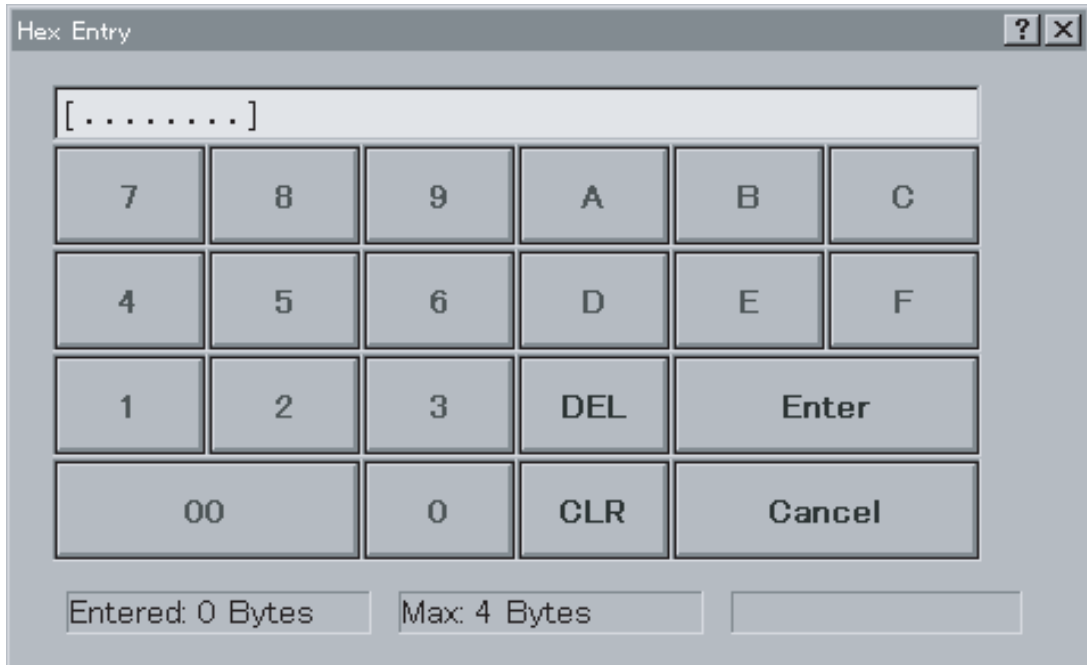 Hex Entry ? X
[........]
7 8 9 A B C
4 5 6 D E F
1 2 3 DEL Enter
00 0 CLR Cancel
Entered: 0 Bytes Max: 4 Bytes